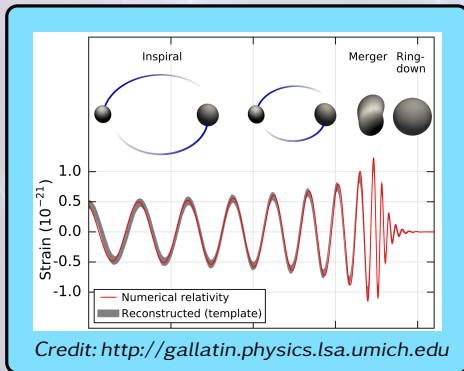 Inspiral
Merger
Ring-
down
Strain (10⁻²¹)
1.0
0.5
0.0
-0.5
-1.0
Numerical relativity
Reconstructed (template)
Credit: http://gallatin.physics.lsa.umich.edu